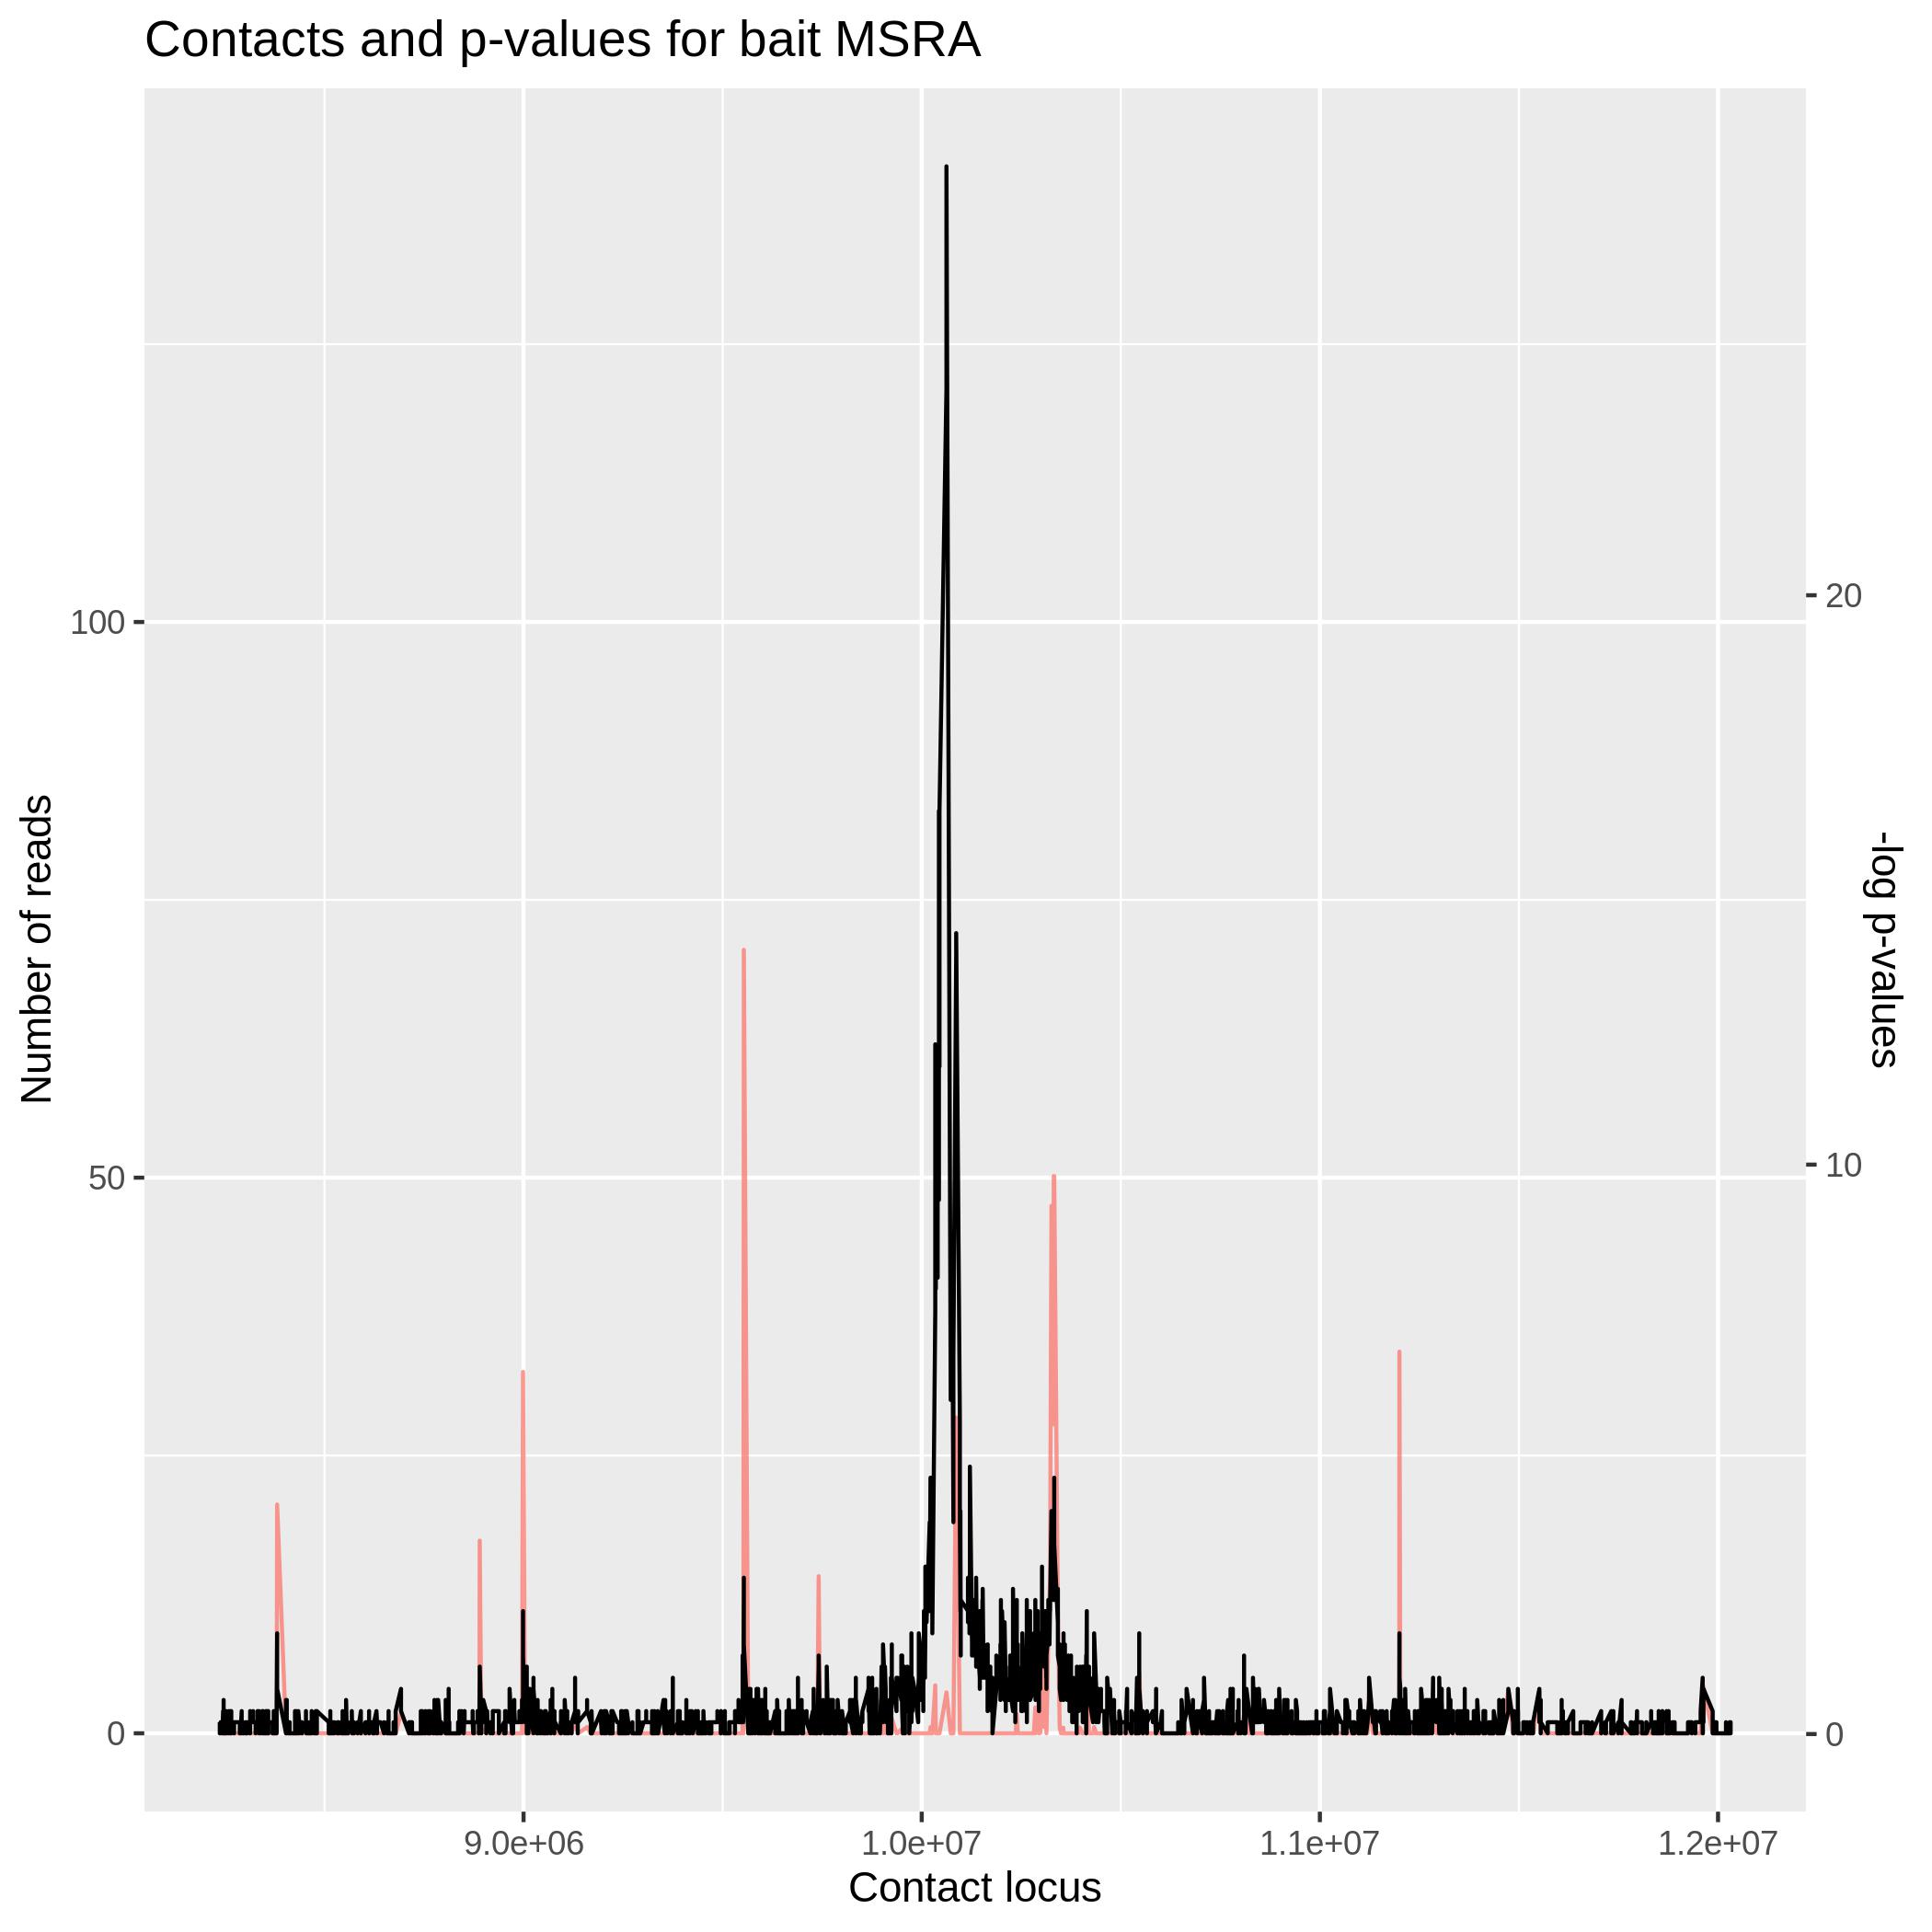 Contacts and p-values for bait MSRA
Number of reads
100
50
0
20
10
0
-log p-values
9.0e+06 1.0e+07 1.1e+07 1.2e+07
Contact locus